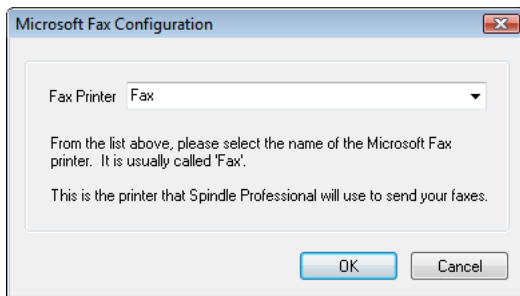 Microsoft Fax Configuration
Fax Printer Fax
From the list above, please select the name of the Microsoft Fax
printer. It is usually called 'Fax'.
This is the printer that Spindle Professional will use to send your faxes.
OK Cancel